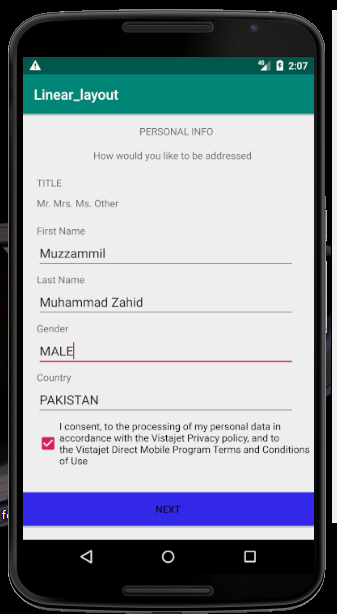 4G 2:07
Linear_layout
PERSONAL INFO
How would you like to be addressed
TITLE
Mr. Mrs. Ms. Other
First Name
Muzzammil
Last Name
Muhammad Zahid
Gender
MALE
Country
PAKISTAN
I consent, to the processing of my personal data in
accordance with the Vistajet Privacy policy, and to
the Vistajet Direct Mobile Program Terms and Conditions
of Use
NEXT